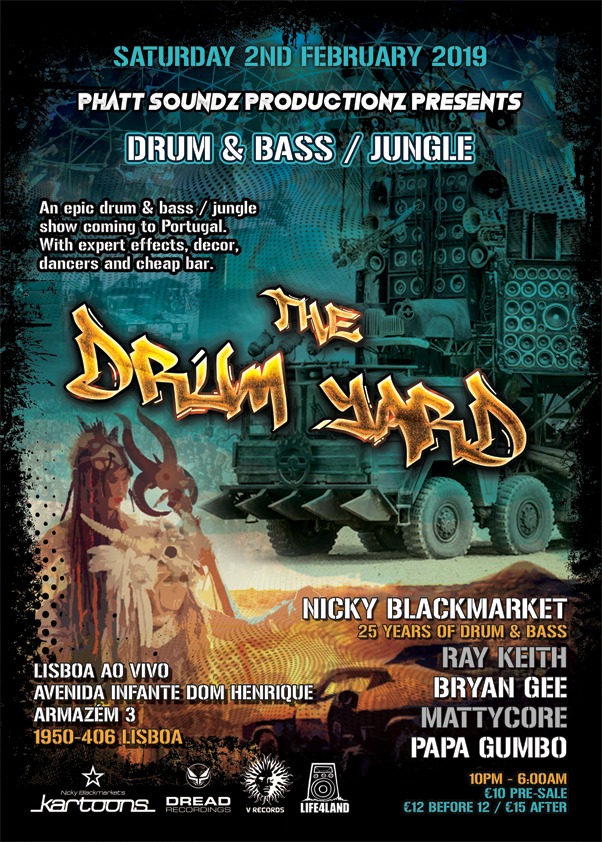 SATURDAY 2ND FEBRUARY 2019
PHATT SOUNDZ PRODUCTIONZ PRESENTS
DRUM & BASS / JUNGLE
An epic drum & bass / jungle
show coming to Portugal.
With expert effects, decor,
dancers and cheap bar.
THE
DRUM YARD
NICKY BLACKMARKET
25 YEARS OF DRUM & BASS
RAY KEITH
BRYAN GEE
MATTYCORE
PAPA GUMBO
LISBOA AO VIVO
AVENIDA INFANTE DOM HENRIQUE
ARMAZÉM 3
1950-406 LISBOA
10PM - 6:00AM
€10 PRE-SALE
€12 BEFORE 12 / €15 AFTER
Nicky Blackmarket's
kartoons
DREAD
RECORDINGS
V RECORDS
LIFE4LAND